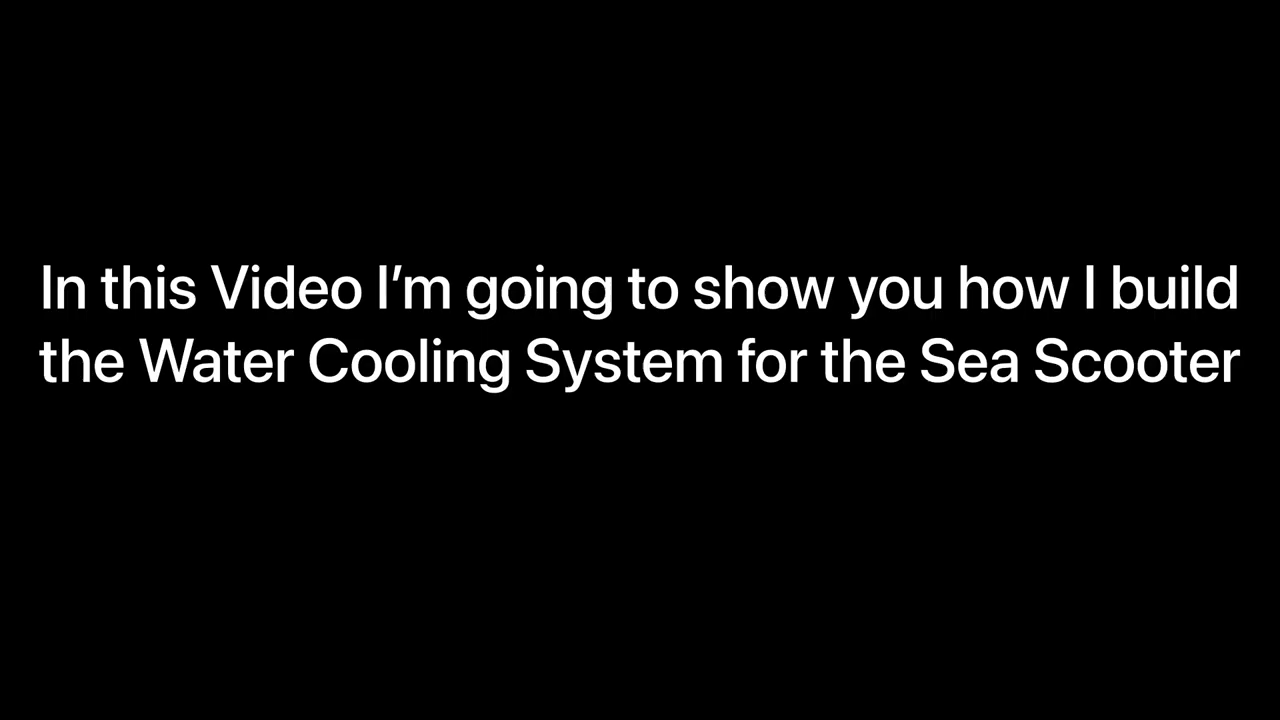 In this Video I’m going to show you how I build
the Water Cooling System for the Sea Scooter